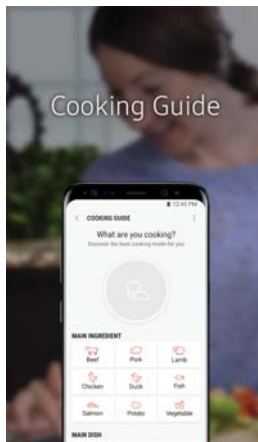 Cooking Guide
12:45 PM
COOKING GUIDE
What are you cooking?
Discover the best cooking mode for you
MAIN INGREDIENT
Beef
Pork
Lamb
Chicken
Duck
Fish
Salmon
Potato
Vegetable
MAIN DISH